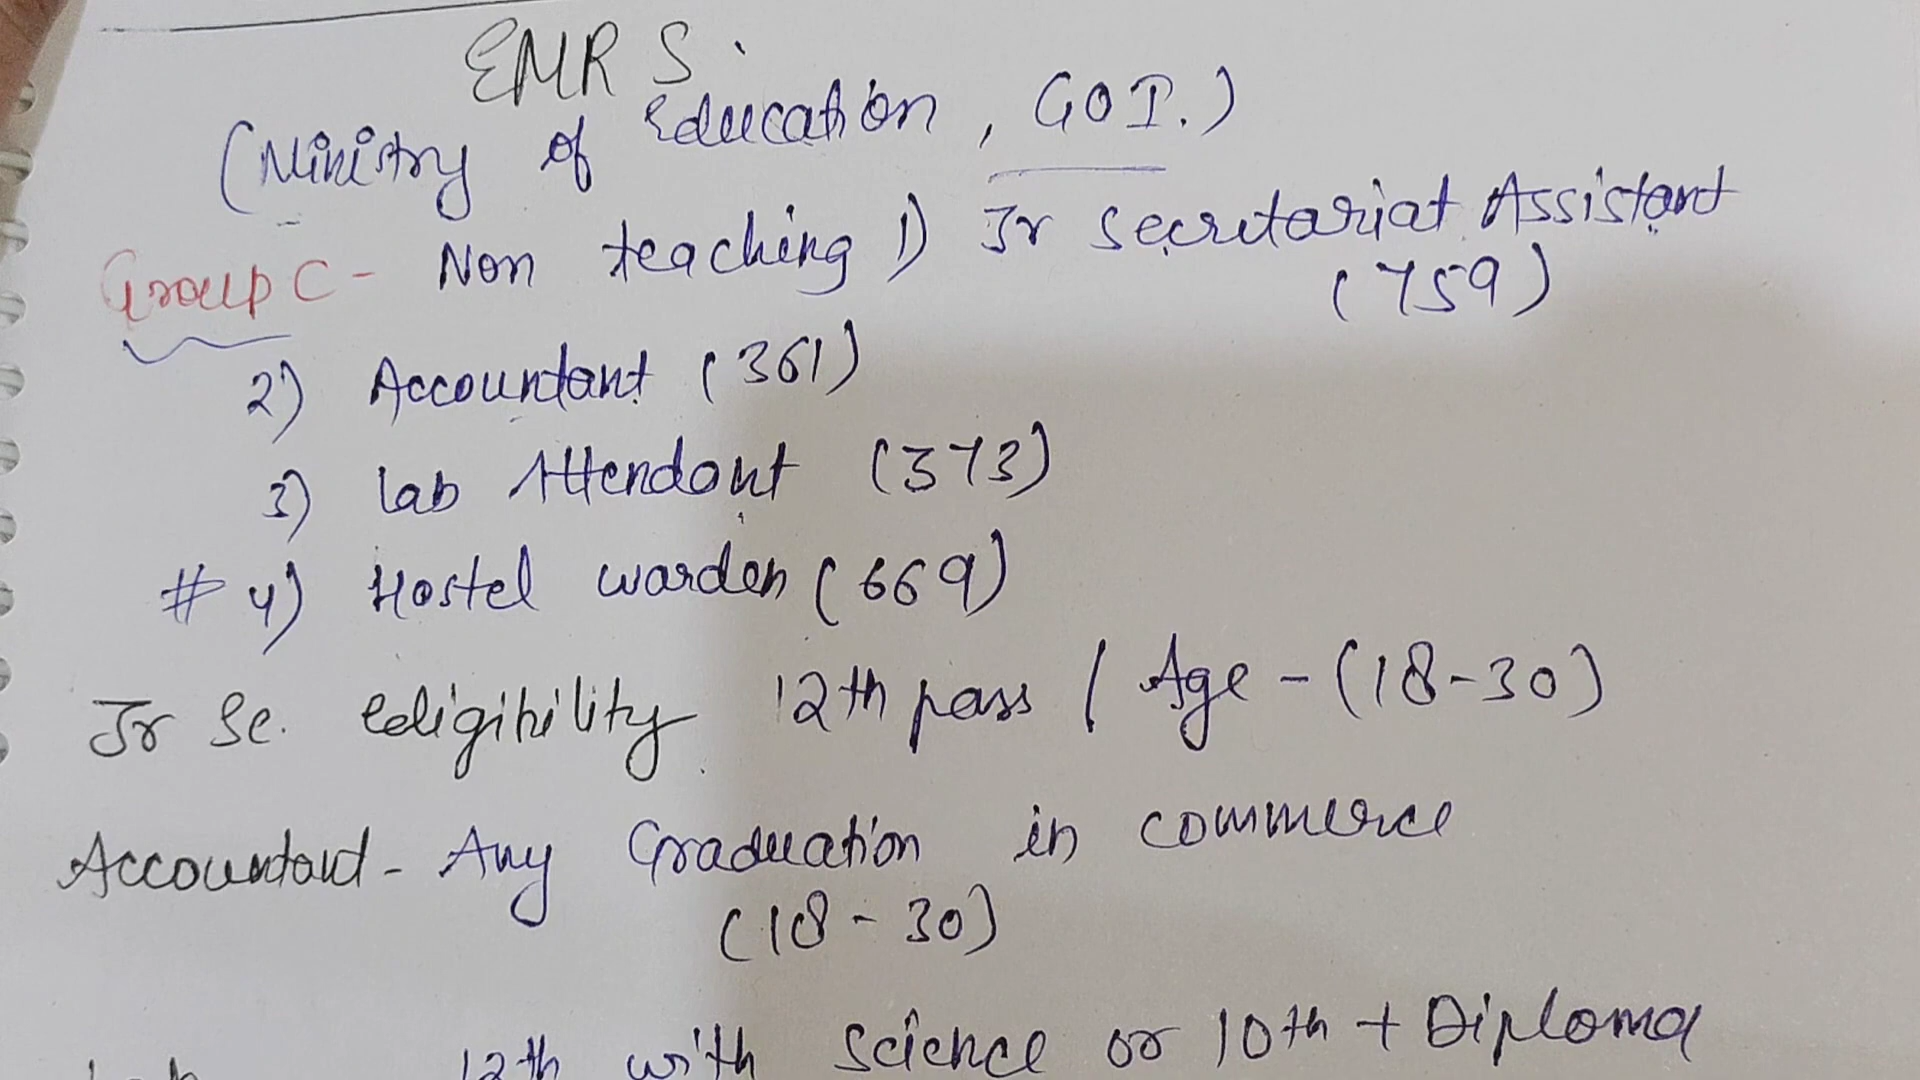 EMRS.
(Ministry of Education, GOI.)
Group C - Non teaching 1) Jr Secretariat Assistant
(759)
2) Accountant (361)
3) Lab Attendant (373)
# 4) Hostel warden (669)
Jr Se. eligibility 12th pass / Age - (18-30)
Accountant - Any Graduation in commerce
(18 - 30)
12th with Science or 10th + Diploma